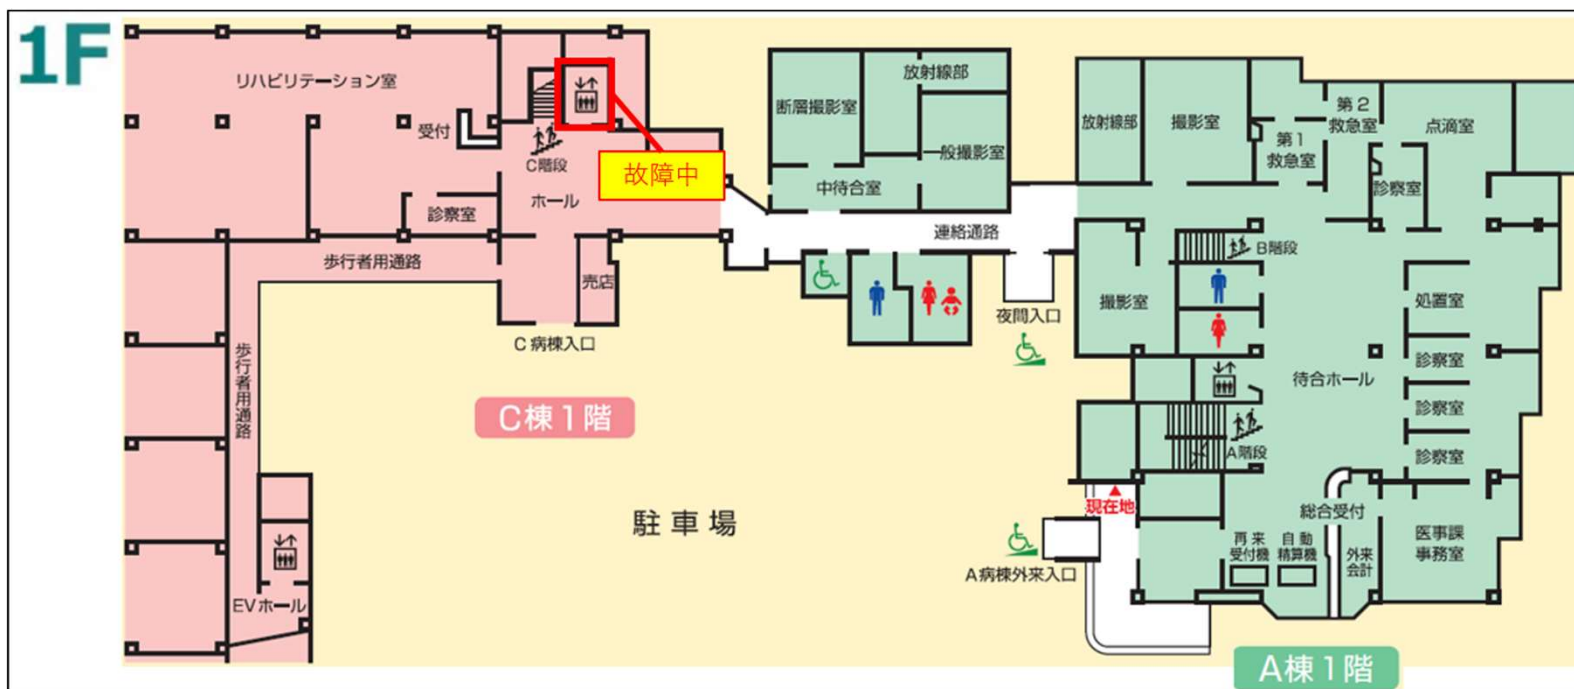 1F
リハビリテーション室
受付
C階段
故障中
ホール
診察室
歩行者用通路
売店
C病棟入口
歩行者用通路
EVホール
C棟1階
駐車場
断層撮影室
放射線部
一般撮影室
中待合室
連絡通路
夜間入口
放射線部
撮影室
第1
救急室
第2
救急室
点滴室
診察室
B階段
撮影室
処置室
診察室
待合ホール
診察室
A階段
診察室
現在地
総合受付
再来
受付機
自動
精算機
外来
会計
医事課
事務室
A病棟外来入口
A棟1階